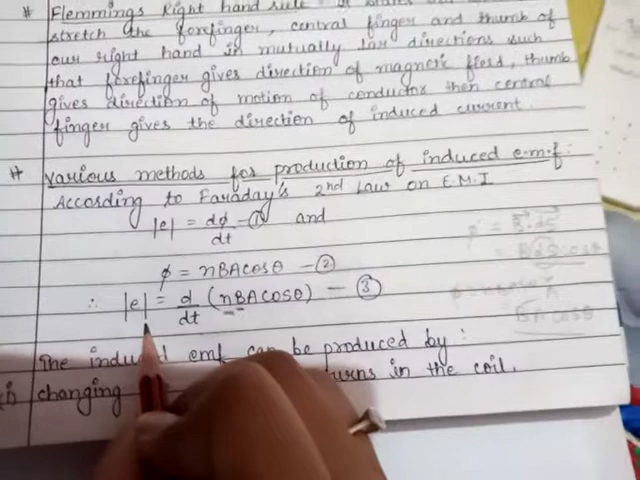 * Flemmings Right hand rule
stretch the forefinger, central finger and thumb of
our right hand in mutually lar directions such
that forefinger gives direction of magnetic field, thumb
gives direction of motion of conductor then central
finger gives the direction of induced current.
* Various methods for production of induced e.m.f:
According to Faraday's 2nd law on E.M.I
|e| = dφ/dt - ① and
φ = nBAcosθ - ②
∴ |e| = d/dt (nBAcosθ) - ③
The emf can be produced by :
changing turns in the coil.